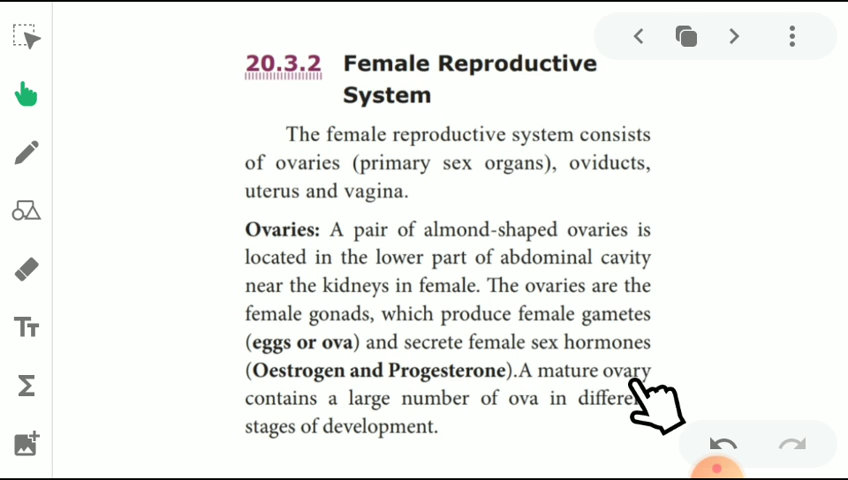 20.3.2 Female Reproductive
System
The female reproductive system consists
of ovaries (primary sex organs), oviducts,
uterus and vagina.
Ovaries: A pair of almond-shaped ovaries is
located in the lower part of abdominal cavity
near the kidneys in female. The ovaries are the
female gonads, which produce female gametes
(eggs or ova) and secrete female sex hormones
(Oestrogen and Progesterone).A mature ovary
contains a large number of ova in
stages of development.
TT
Σ